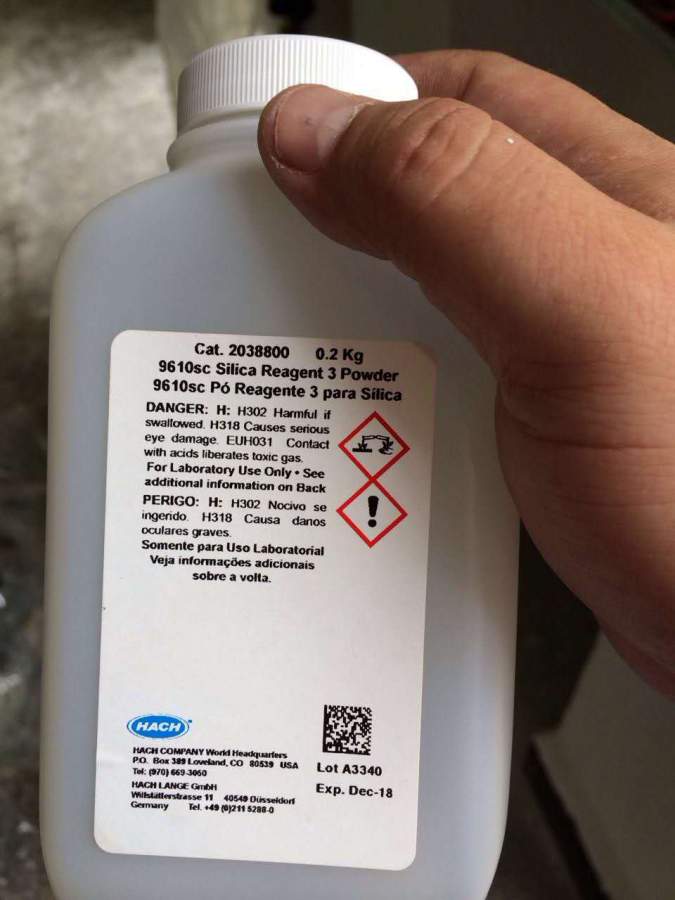 Cat. 2038800 0.2 Kg
9610sc Silica Reagent 3 Powder
9610sc Pó Reagente 3 para Sílica
DANGER: H: H302 Harmful if
swallowed. H318 Causes serious
eye damage. EUH031 Contact
with acids liberates toxic gas.
For Laboratory Use Only • See
additional information on Back
PERIGO: H: H302 Nocivo se
ingerido. H318 Causa danos
oculares graves.
Somente para Uso Laboratorial
Veja informações adicionais
sobre a volta.
HACH
HACH COMPANY World Headquarters
P.O. Box 389 Loveland, CO 80539 USA
Tel: (970) 669-3050
HACH LANGE GmbH
Willstätterstrasse 11 40549 Düsseldorf
Germany Tel. +49 (0)211 5288-0
Lot A3340
Exp. Dec-18